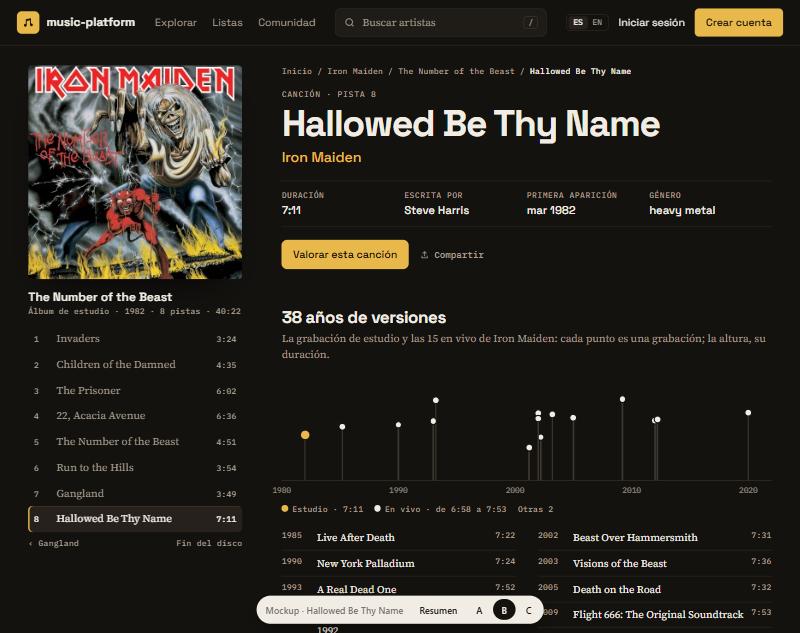 music-platform
Explorar
Listas
Comunidad
Buscar artistas
/
ES EN
Iniciar sesión
Crear cuenta
IRON MAIDEN
THE NUMBER
OF THE BEAST
The Number of the Beast
Álbum de estudio · 1982 · 8 pistas · 40:22
1 Invaders 3:24
2 Children of the Damned 4:35
3 The Prisoner 6:02
4 22, Acacia Avenue 6:36
5 The Number of the Beast 4:51
6 Run to the Hills 3:54
7 Gangland 3:49
8 Hallowed Be Thy Name 7:11
‹ Gangland Fin del disco
Inicio / Iron Maiden / The Number of the Beast / Hallowed Be Thy Name
CANCIÓN · PISTA 8
Hallowed Be Thy Name
Iron Maiden
DURACIÓN
7:11
ESCRITA POR
Steve Harris
PRIMERA APARICIÓN
mar 1982
GÉNERO
heavy metal
Valorar esta canción
Compartir
38 años de versiones
La grabación de estudio y las 15 en vivo de Iron Maiden: cada punto es una grabación; la altura, su
duración.
1980 1990 2000 2010 2020
Estudio · 7:11 En vivo · de 6:58 a 7:53 Otras 2
1985 Live After Death 7:22
1990 New York Palladium 7:24
1993 A Real Dead One 7:52
1992
2002 Beast Over Hammersmith 7:31
2003 Visions of the Beast 7:36
2005 Death on the Road 7:32
009 Flight 666: The Original Soundtrack 7:53
Mockup · Hallowed Be Thy Name Resumen A B C